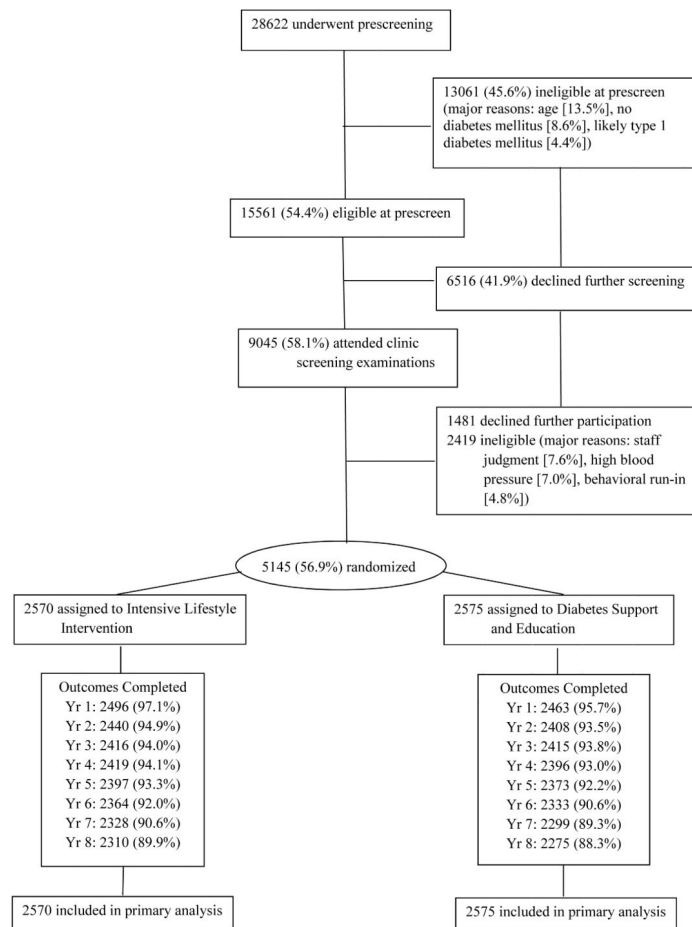 28622 underwent prescreening
13061 (45.6%) ineligible at prescreen
(major reasons: age [13.5%], no
diabetes mellitus [8.6%], likely type 1
diabetes mellitus [4.4%])
15561 (54.4%) eligible at prescreen
6516 (41.9%) declined further screening
9045 (58.1%) attended clinic
screening examinations
1481 declined further participation
2419 ineligible (major reasons: staff
judgment [7.6%], high blood
pressure [7.0%], behavioral run-in
[4.8%])
5145 (56.9%) randomized
2570 assigned to Intensive Lifestyle
Intervention
2575 assigned to Diabetes Support
and Education
Outcomes Completed
Yr 1: 2496 (97.1%)
Yr 2: 2440 (94.9%)
Yr 3: 2416 (94.0%)
Yr 4: 2419 (94.1%)
Yr 5: 2397 (93.3%)
Yr 6: 2364 (92.0%)
Yr 7: 2328 (90.6%)
Yr 8: 2310 (89.9%)
Outcomes Completed
Yr 1: 2463 (95.7%)
Yr 2: 2408 (93.5%)
Yr 3: 2415 (93.8%)
Yr 4: 2396 (93.0%)
Yr 5: 2373 (92.2%)
Yr 6: 2333 (90.6%)
Yr 7: 2299 (89.3%)
Yr 8: 2275 (88.3%)
2570 included in primary analysis
2575 included in primary analysis